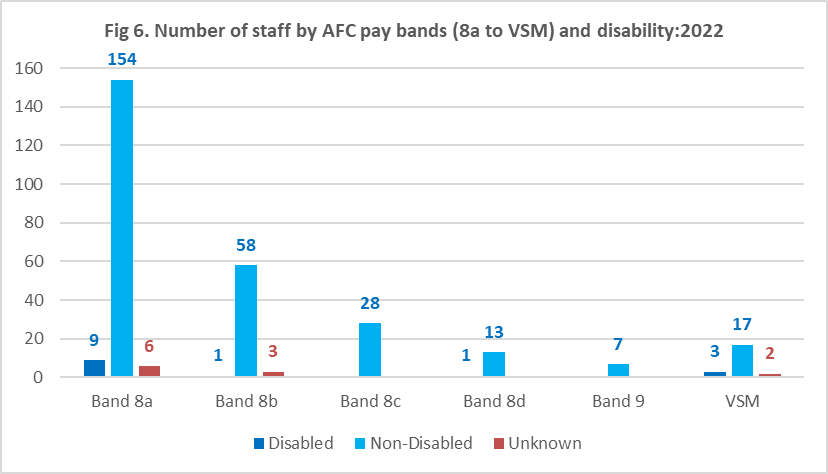 Fig 6. Number of staff by AFC pay bands (8a to VSM) and disability:2022
160
140
120
100
80
60
40
20
0
9 154 6
1 58 3
28
1 13
7
3 17 2
Band 8a Band 8b Band 8c Band 8d Band 9 VSM
Disabled Non-Disabled Unknown